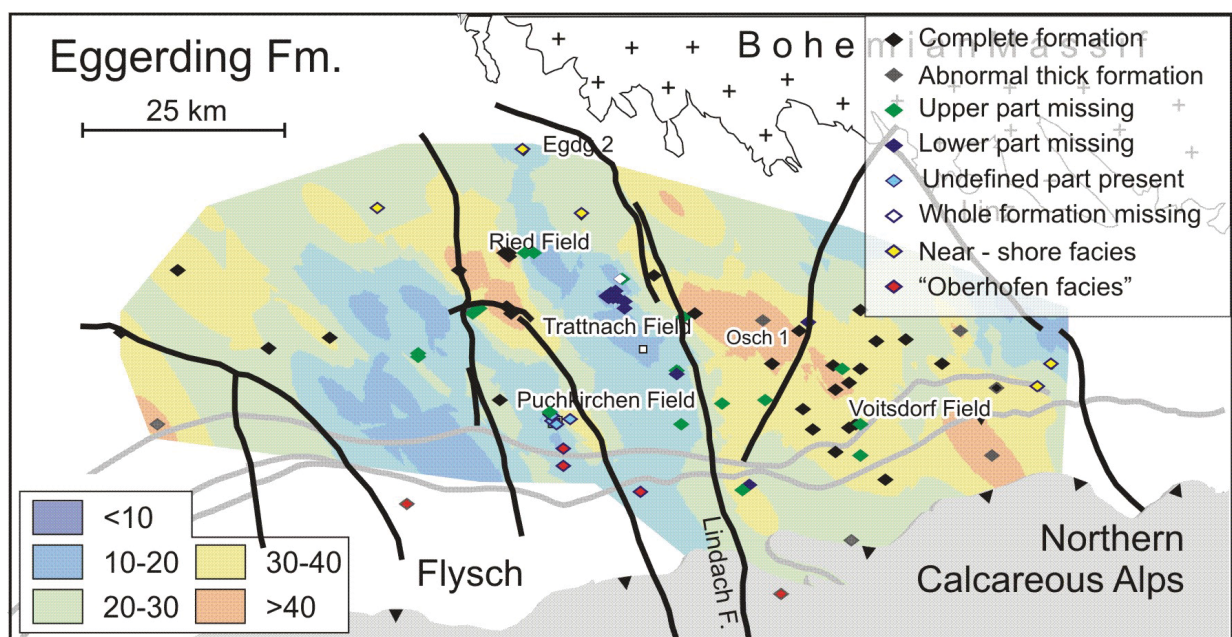 Eggerding Fm.
25 km
Bohemian Massif
Complete formation
Abnormal thick formation
Upper part missing
Lower part missing
Undefined part present
Whole formation missing
Near - shore facies
“Oberhofen facies”
Linz
Egdg 2
Ried Field
Trattnach Field
Osch 1
Puchkirchen Field
Voitsdorf Field
Lindach F.
Flysch
Northern
Calcareous Alps
<10
10-20
20-30
30-40
>40